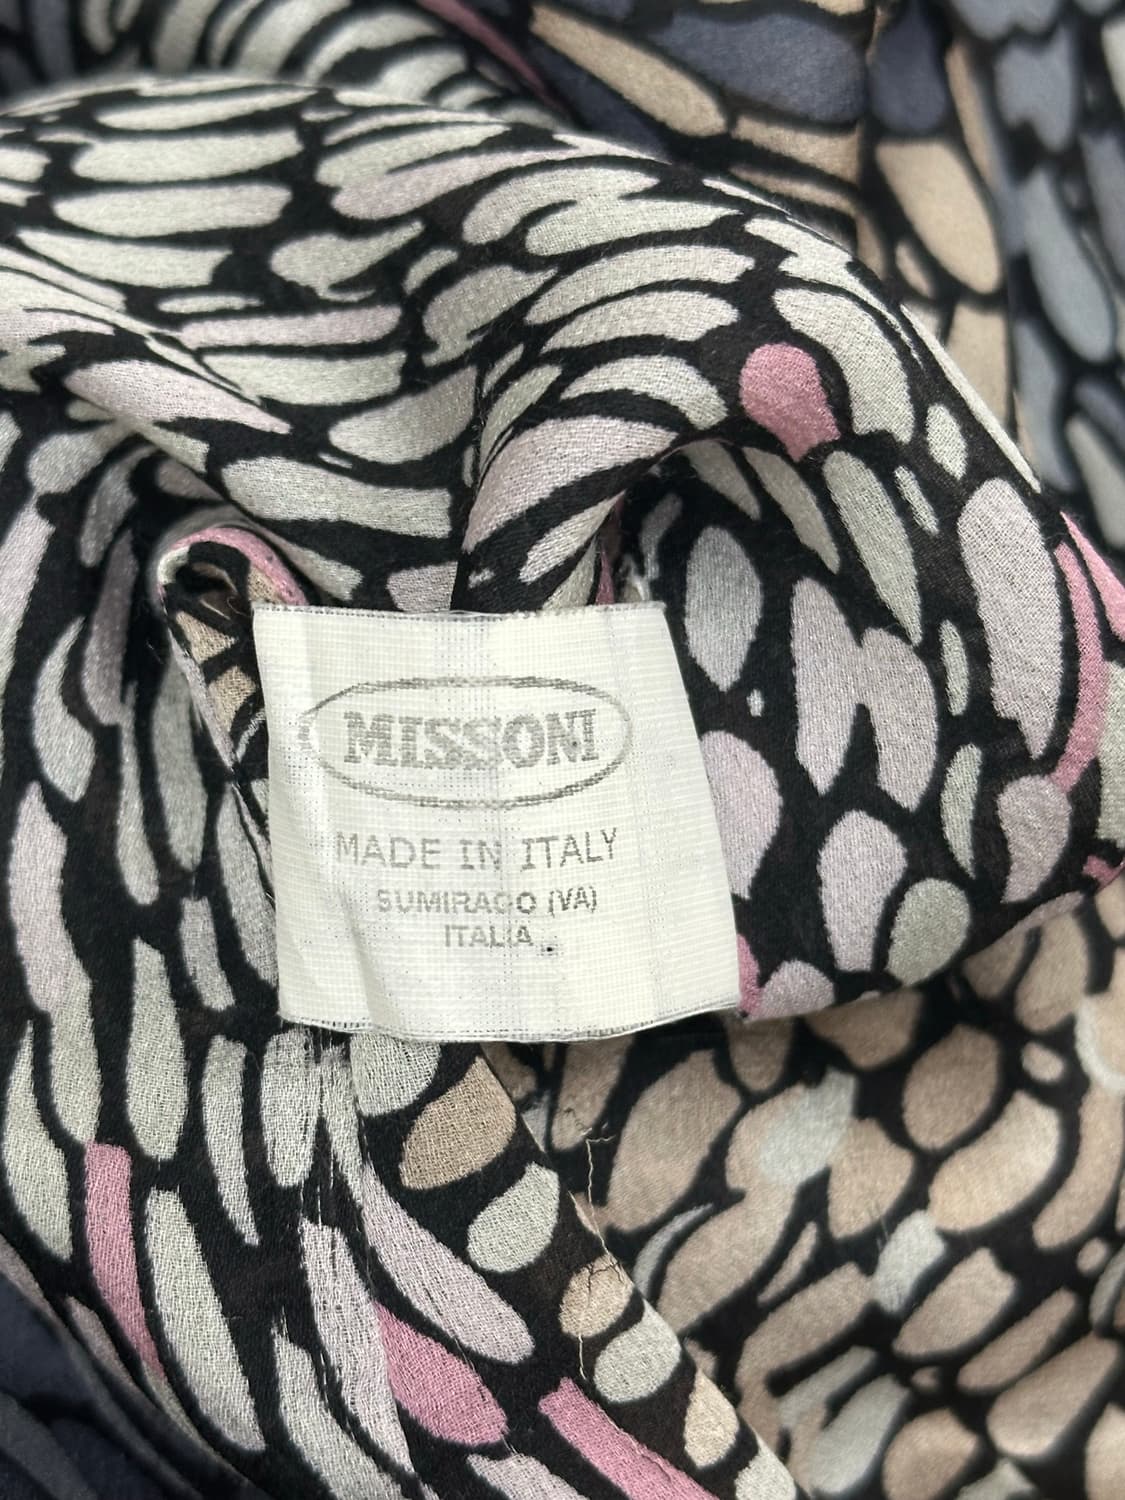 MISSONI
MADE IN ITALY
SUMIRAGO (VA)
ITALIA